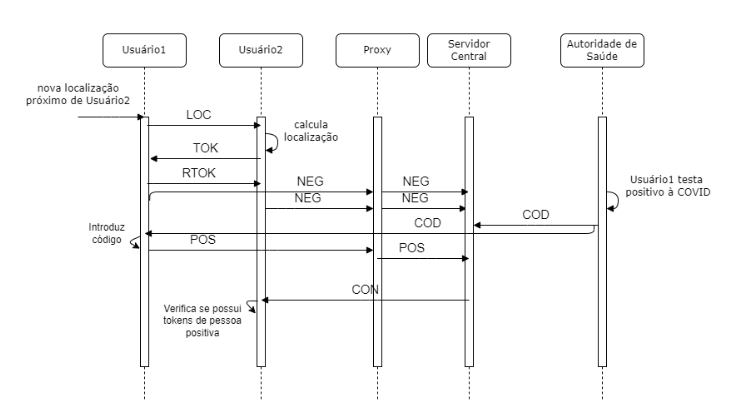 Usuário1
Usuário2
Proxy
Servidor
Central
Autoridade de
Saúde
nova localização
próximo de Usuário2
LOC
calcula
localização
TOK
RTOK
NEG
NEG
Usuário1 testa
positivo à COVID
NEG
NEG
COD
COD
Introduz
código
POS
POS
CON
Verifica se possui
tokens de pessoa
positiva